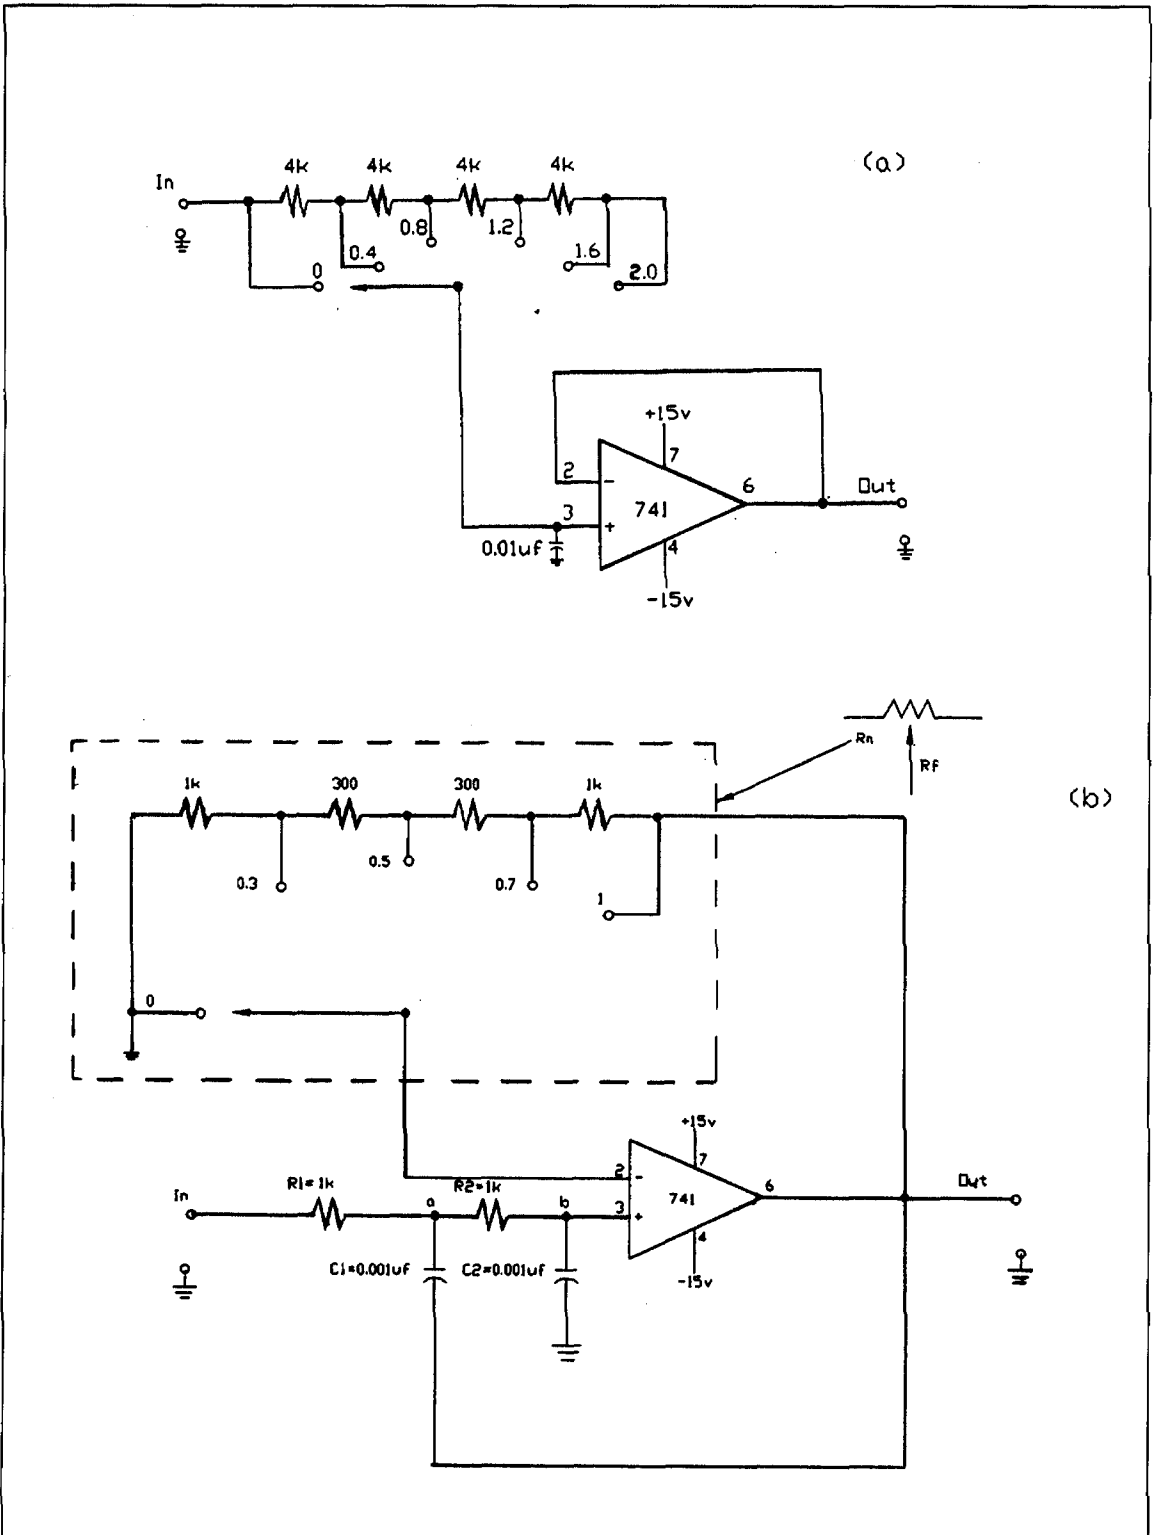 (a)
4k 4k 4k 4k
In
0.8 1.2
0.4 1.6
0 2.0
+15v
7
2 -
6 Out
741
3 +
0.01uf
4
-15v
Rn
Rf
(b)
1k 300 300 1k
0.5
0.3 0.7
1
0
+15v
7
2 -
R1=1k R2=1k
In a b 3 + 741 6 Out
4
C1=0.001uf C2=0.001uf
-15v